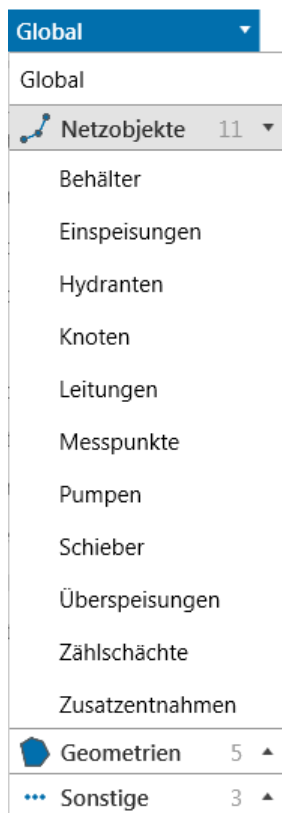 Global
Global
Netzobjekte 11
Behälter
Einspeisungen
Hydranten
Knoten
Leitungen
Messpunkte
Pumpen
Schieber
Überspeisungen
Zählschächte
Zusatzentnahmen
Geometrien 5
Sonstige 3